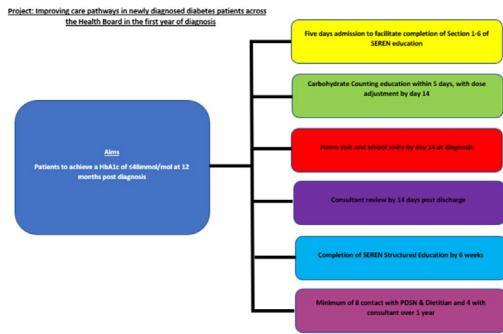 Project: Improving care pathways in newly diagnosed diabetes patients across
the Health Board in the first year of diagnosis
Five days admission to facilitate completion of Section 1-6 of
SEREN education
Carbohydrate Counting education within 5 days, with dose
adjustment by day 14
Aims
Patients to achieve a HbA1c of ≤48mmol/mol at 12
months post diagnosis
Home visit and school visits by day 14 of diagnosis
Consultant review by 14 days post discharge
Completion of SEREN Structured Education by 6 weeks
Minimum of 8 contact with PDSN & Dietitian and 4 with
consultant over 1 year